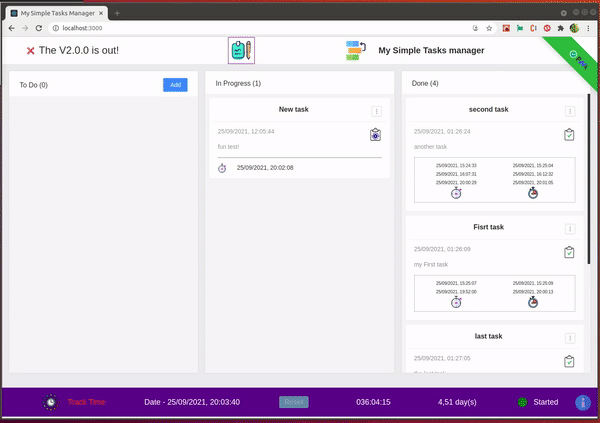 My Simple Tasks Manager
localhost:3000
The V2.0.0 is out!
My Simple Tasks manager
To Do (0)
Add
In Progress (1)
New task
25/09/2021, 12:05:44
fun test!
25/09/2021, 20:02:08
Done (4)
second task
25/09/2021, 01:26:24
another task
25/09/2021, 15:24:33 25/09/2021, 15:25:04
25/09/2021, 16:07:31 25/09/2021, 16:12:32
25/09/2021, 20:00:29 25/09/2021, 20:01:05
Fisrt task
25/09/2021, 01:26:09
my First task
25/09/2021, 15:25:07 25/09/2021, 15:25:09
25/09/2021, 19:52:00 25/09/2021, 20:00:13
last task
25/09/2021, 01:27:05
Track Time:
Date - 25/09/2021, 20:03:40
Reset
036:04:15
4,51 day(s)
Started